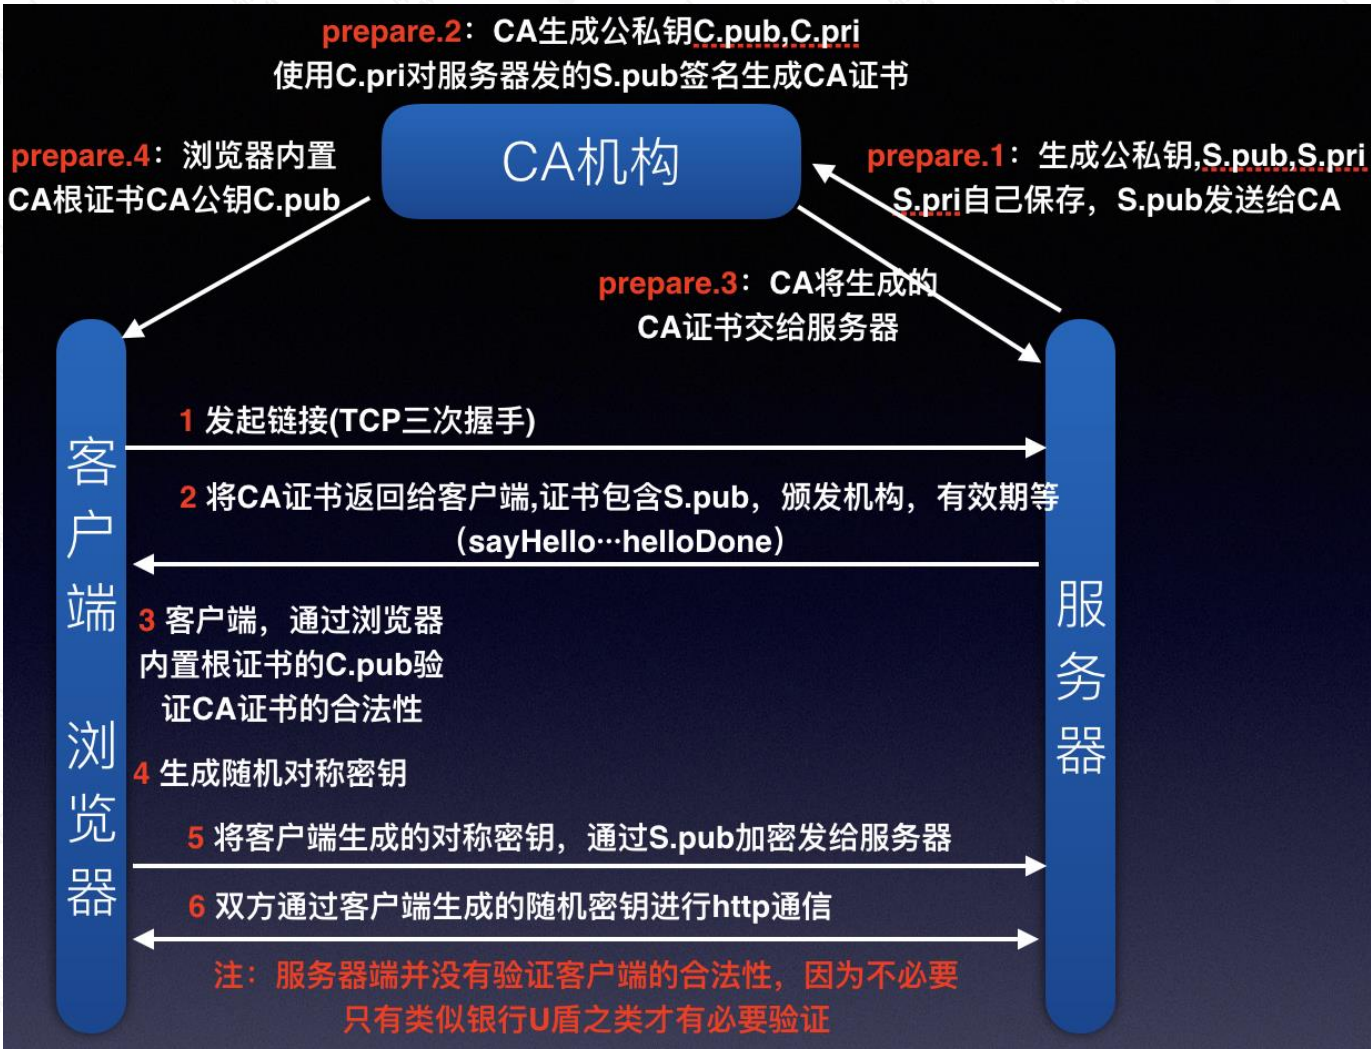 prepare.2：CA生成公私钥C.pub,C.pri
使用C.pri对服务器发的S.pub签名生成CA证书
CA机构
prepare.4：浏览器内置
CA根证书CA公钥C.pub
prepare.1：生成公私钥,S.pub,S.pri
S.pri自己保存，S.pub发送给CA
prepare.3：CA将生成的
CA证书交给服务器
客户端 浏览器
服务器
1 发起链接(TCP三次握手)
2 将CA证书返回给客户端,证书包含S.pub，颁发机构，有效期等
（sayHello···helloDone）
3 客户端，通过浏览器
内置根证书的C.pub验
证CA证书的合法性
4 生成随机对称密钥
5 将客户端生成的对称密钥，通过S.pub加密发给服务器
6 双方通过客户端生成的随机密钥进行http通信
注：服务器端并没有验证客户端的合法性，因为不必要
只有类似银行U盾之类才有必要验证